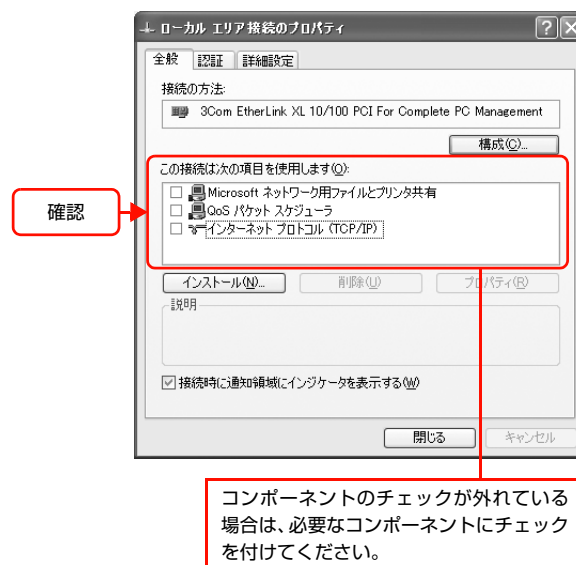 ローカル エリア接続のプロパティ
全般 認証 詳細設定
接続の方法:
3Com EtherLink XL 10/100 PCI For Complete PC Management
構成(C)...
この接続は次の項目を使用します(O):
Microsoft ネットワーク用ファイルとプリンタ共有
QoS パケット スケジューラ
インターネット プロトコル (TCP/IP)
確認
インストール(N)... 削除(U) プロパティ(R)
説明
接続時に通知領域にインジケータを表示する(W)
閉じる キャンセル
コンポーネントのチェックが外れている
場合は、必要なコンポーネントにチェック
を付けてください。